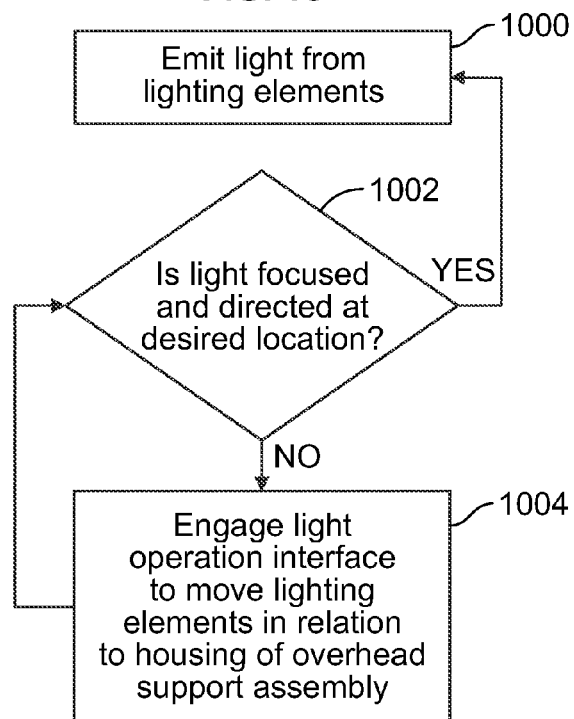 1000
Emit light from
lighting elements
1002
Is light focused
and directed at
desired location?
YES
NO
1004
Engage light
operation interface
to move lighting
elements in relation
to housing of overhead
support assembly